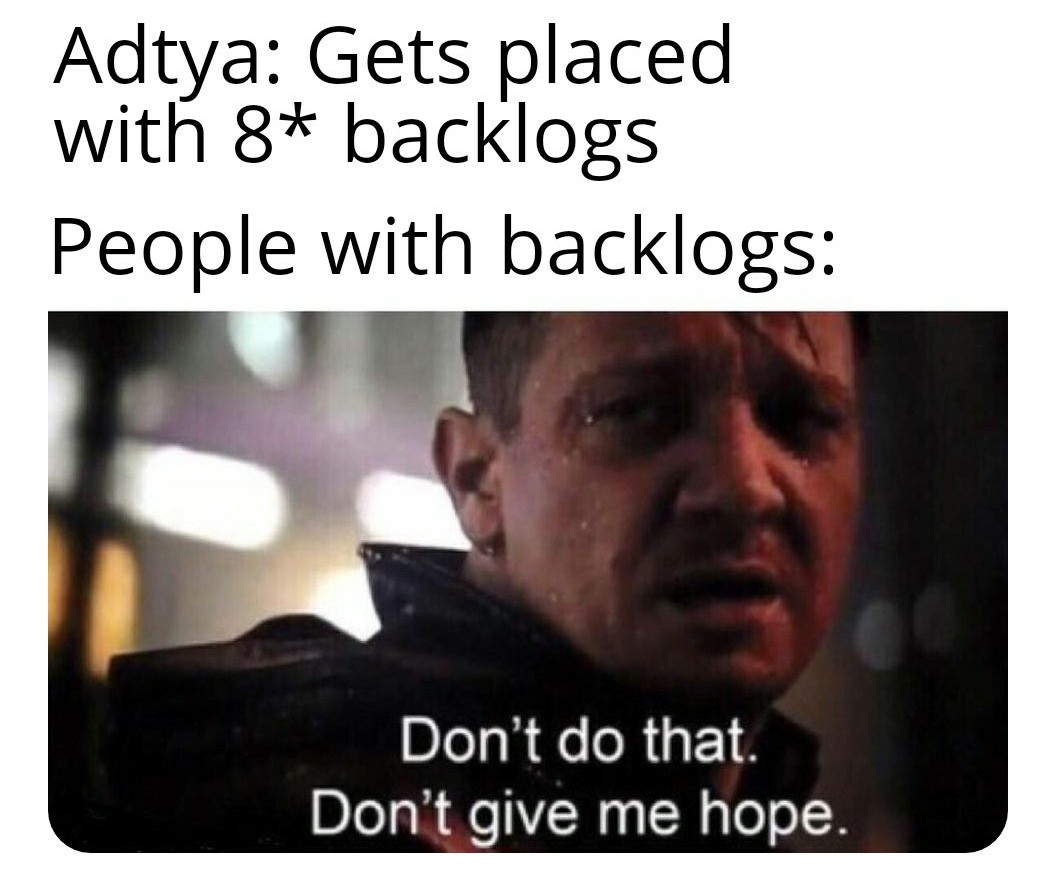 Adtya: Gets placed
with 8* backlogs
People with backlogs:
Don't do that.
Don't give me hope.